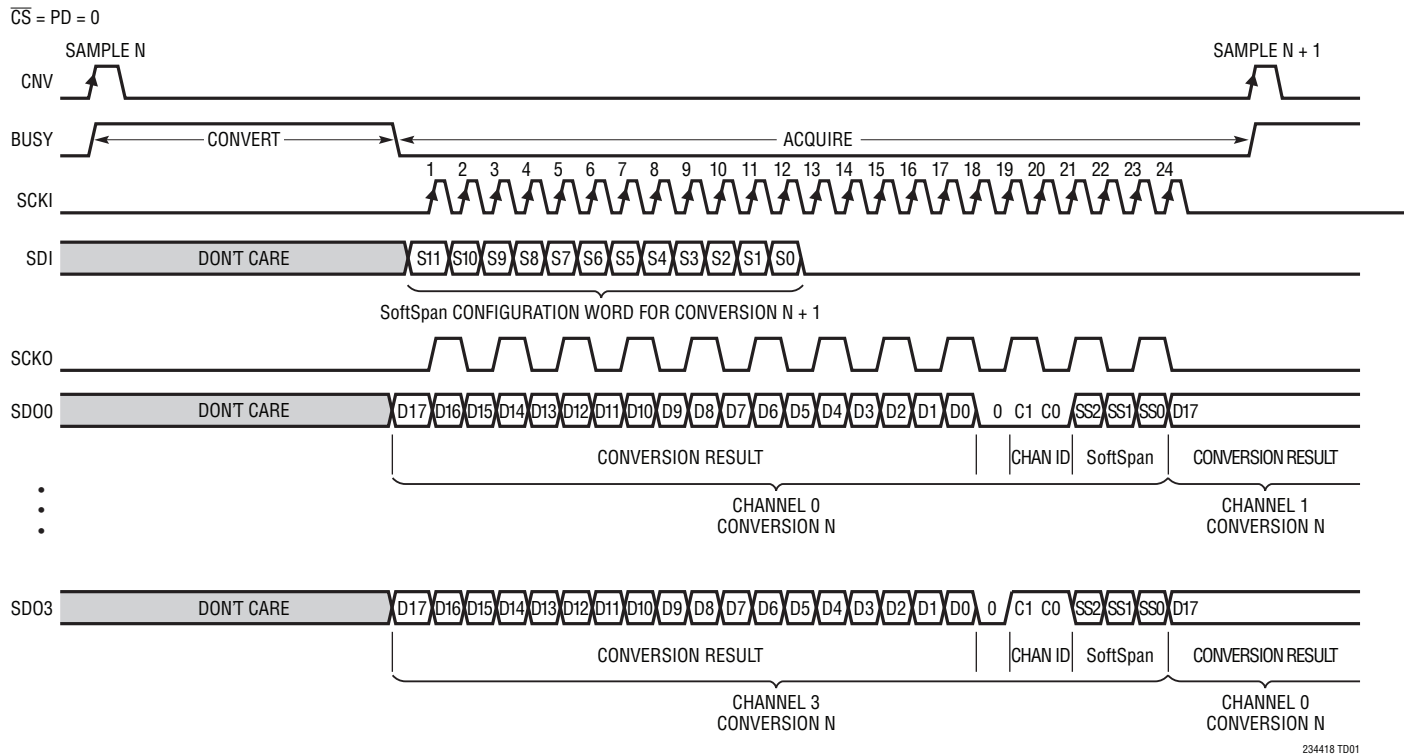 CS = PD = 0
SAMPLE N SAMPLE N + 1
CNV
BUSY CONVERT ACQUIRE
1 2 3 4 5 6 7 8 9 10 11 12 13 14 15 16 17 18 19 20 21 22 23 24
SCKI
SDI DON'T CARE S11 S10 S9 S8 S7 S6 S5 S4 S3 S2 S1 S0
SoftSpan CONFIGURATION WORD FOR CONVERSION N + 1
SCKO
SDO0 DON'T CARE D17 D16 D15 D14 D13 D12 D11 D10 D9 D8 D7 D6 D5 D4 D3 D2 D1 D0 0 C1 C0 SS2 SS1 SS0 D17
CONVERSION RESULT CHAN ID SoftSpan CONVERSION RESULT
CHANNEL 0 CHANNEL 1
CONVERSION N CONVERSION N
SDO3 DON'T CARE D17 D16 D15 D14 D13 D12 D11 D10 D9 D8 D7 D6 D5 D4 D3 D2 D1 D0 0 C1 C0 SS2 SS1 SS0 D17
CONVERSION RESULT CHAN ID SoftSpan CONVERSION RESULT
CHANNEL 3 CHANNEL 0
CONVERSION N CONVERSION N
234418 TD01